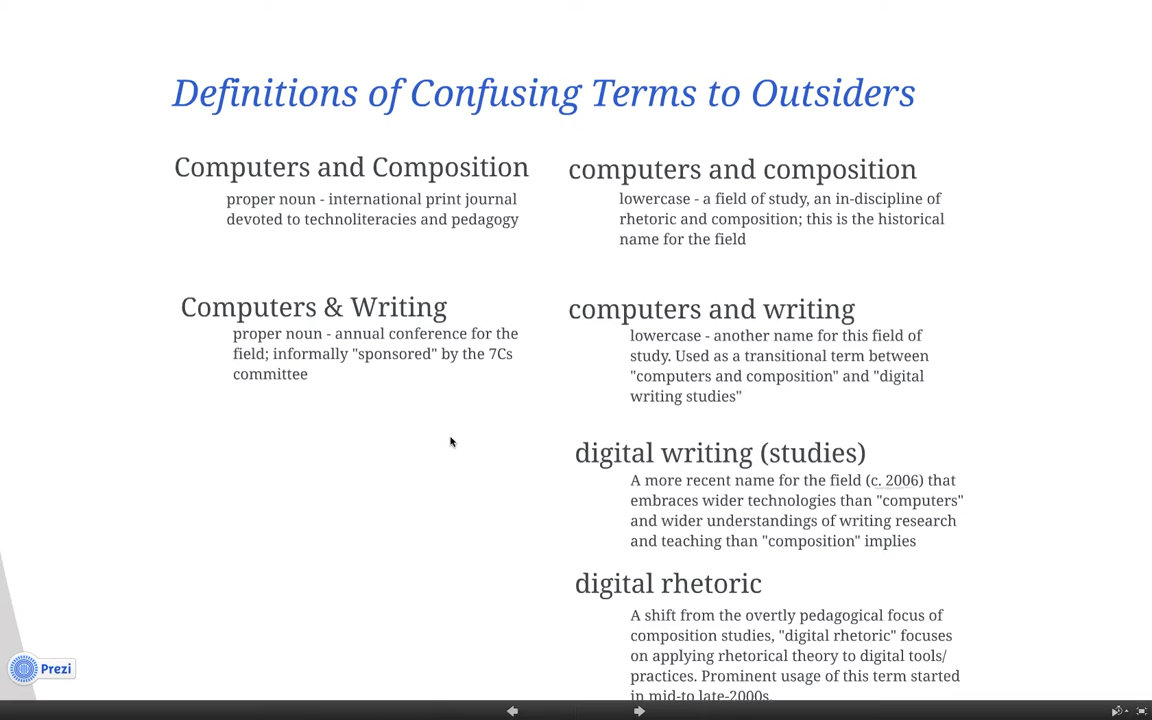 Definitions of Confusing Terms to Outsiders
Computers and Composition
proper noun - international print journal
devoted to technoliteracies and pedagogy
Computers & Writing
proper noun - annual conference for the
field; informally "sponsored" by the 7Cs
committee
computers and composition
lowercase - a field of study, an in-discipline of
rhetoric and composition; this is the historical
name for the field
computers and writing
lowercase - another name for this field of
study. Used as a transitional term between
"computers and composition" and "digital
writing studies"
digital writing (studies)
A more recent name for the field (c. 2006) that
embraces wider technologies than "computers"
and wider understandings of writing research
and teaching than "composition" implies
digital rhetoric
A shift from the overtly pedagogical focus of
composition studies, "digital rhetoric" focuses
on applying rhetorical theory to digital tools/
practices. Prominent usage of this term started
in mid-to late-2000s.
Prezi